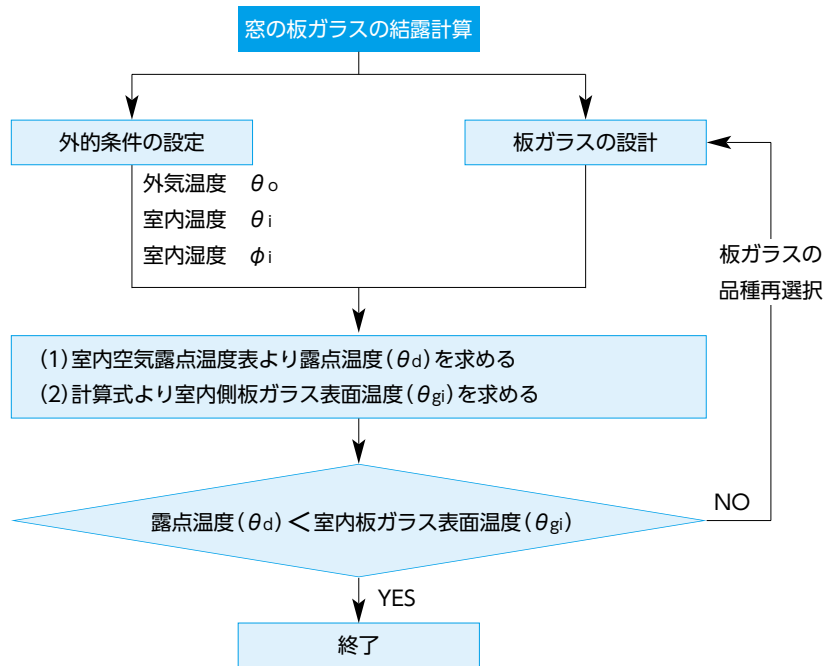 窓の板ガラスの結露計算
外的条件の設定
板ガラスの設計
外気温度 θo
室内温度 θi
室内湿度 φi
板ガラスの
品種再選択
(1)室内空気露点温度表より露点温度(θd)を求める
(2)計算式より室内側板ガラス表面温度(θgi)を求める
露点温度(θd)<室内板ガラス表面温度(θgi)
NO
YES
終了